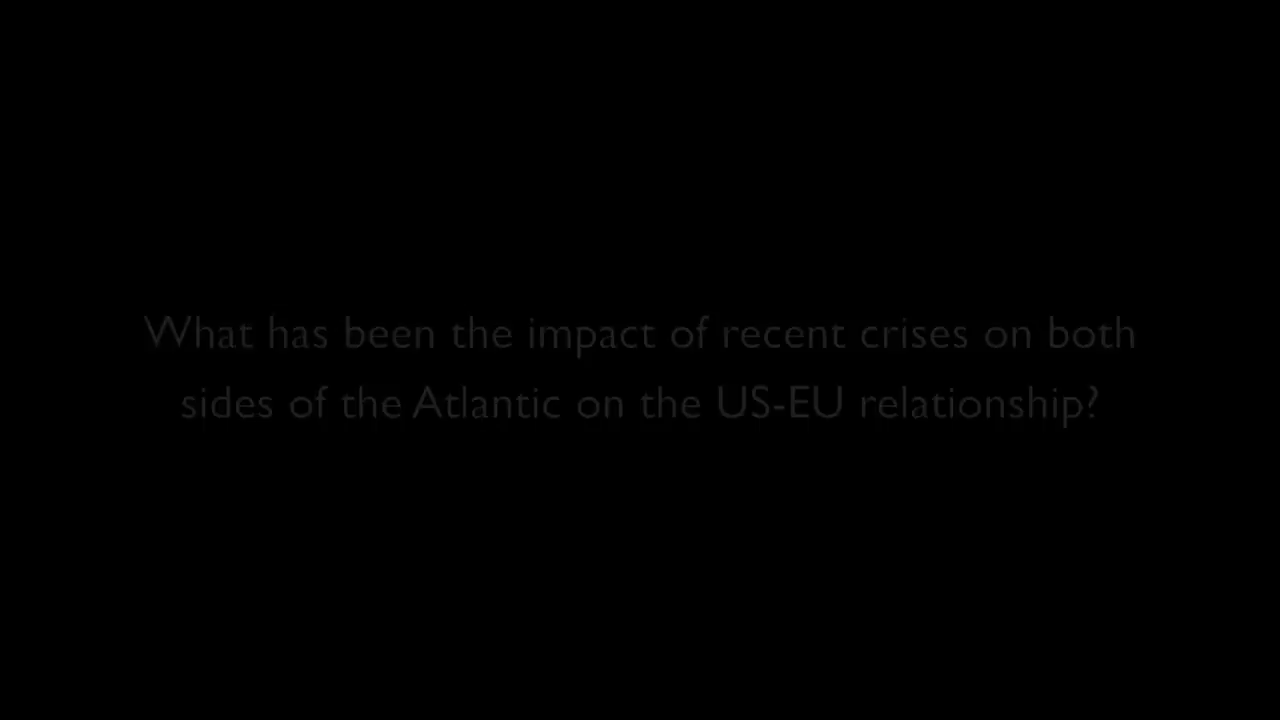 What has been the impact of recent crises on both
sides of the Atlantic on the US-EU relationship?